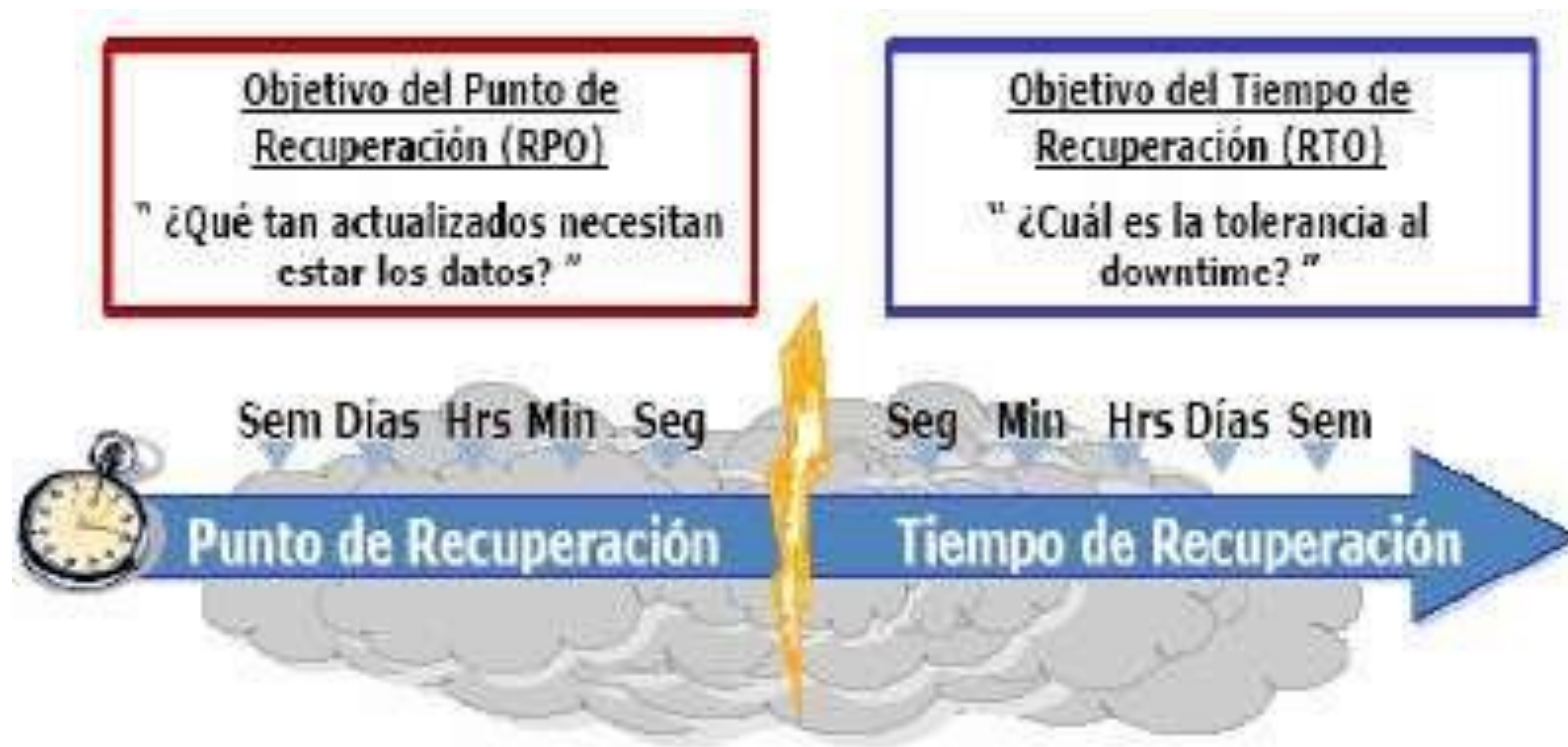 Objetivo del Punto de
Recuperación (RPO)
" ¿Qué tan actualizados necesitan
estar los datos? "
Objetivo del Tiempo de
Recuperación (RTO)
" ¿Cuál es la tolerancia al
downtime? "
Sem Días Hrs Min Seg
Seg Min Hrs Días Sem
Punto de Recuperación
Tiempo de Recuperación